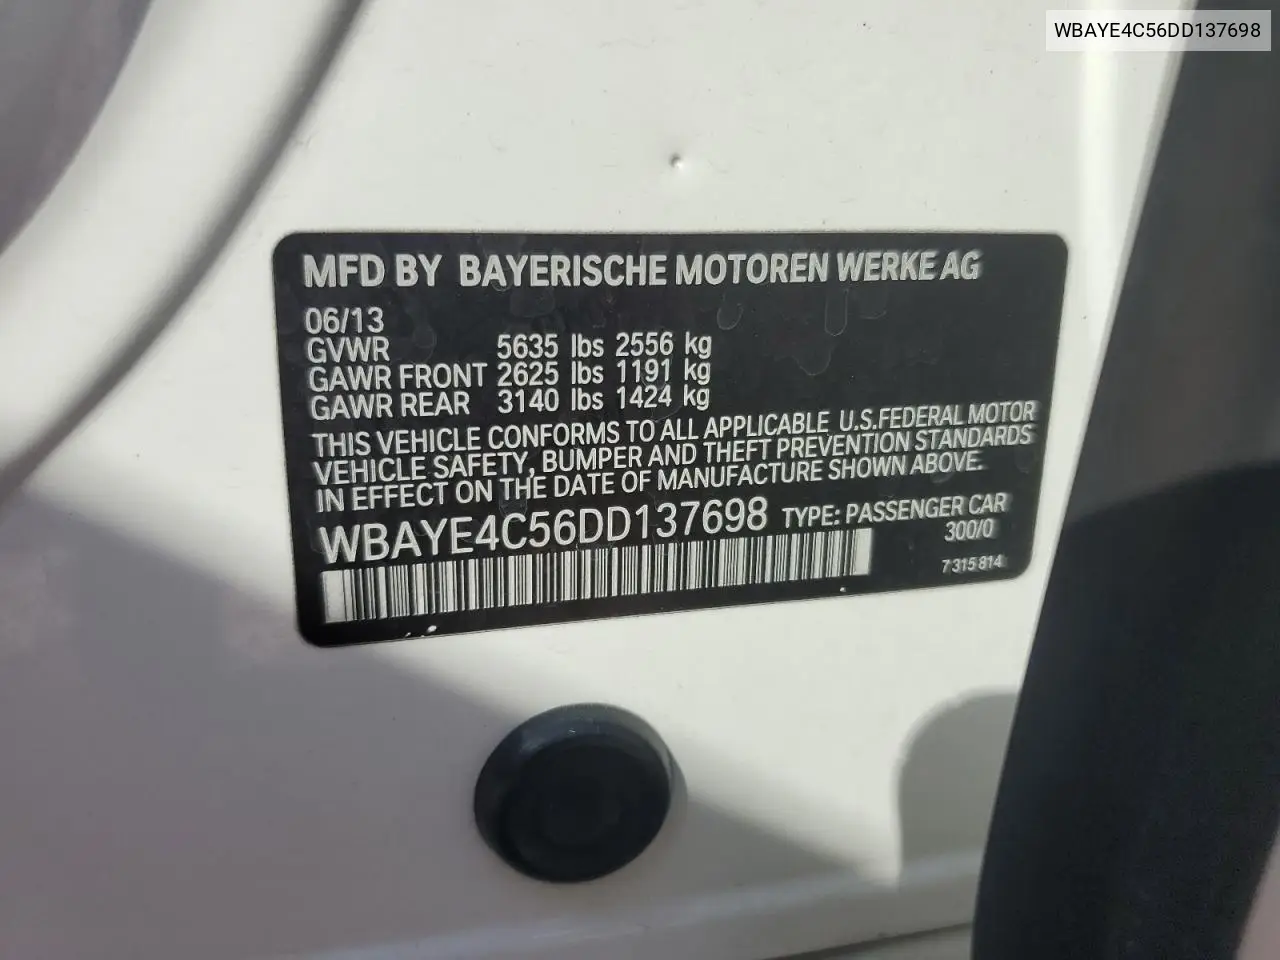 WBAYE4C56DD137698
MFD BY BAYERISCHE MOTOREN WERKE AG
06/13
GVWR 5635 lbs 2556 kg
GAWR FRONT 2625 lbs 1191 kg
GAWR REAR 3140 lbs 1424 kg
THIS VEHICLE CONFORMS TO ALL APPLICABLE U.S.FEDERAL MOTOR
VEHICLE SAFETY, BUMPER AND THEFT PREVENTION STANDARDS
IN EFFECT ON THE DATE OF MANUFACTURE SHOWN ABOVE.
WBAYE4C56DD137698 TYPE: PASSENGER CAR
300/0
7 315 814